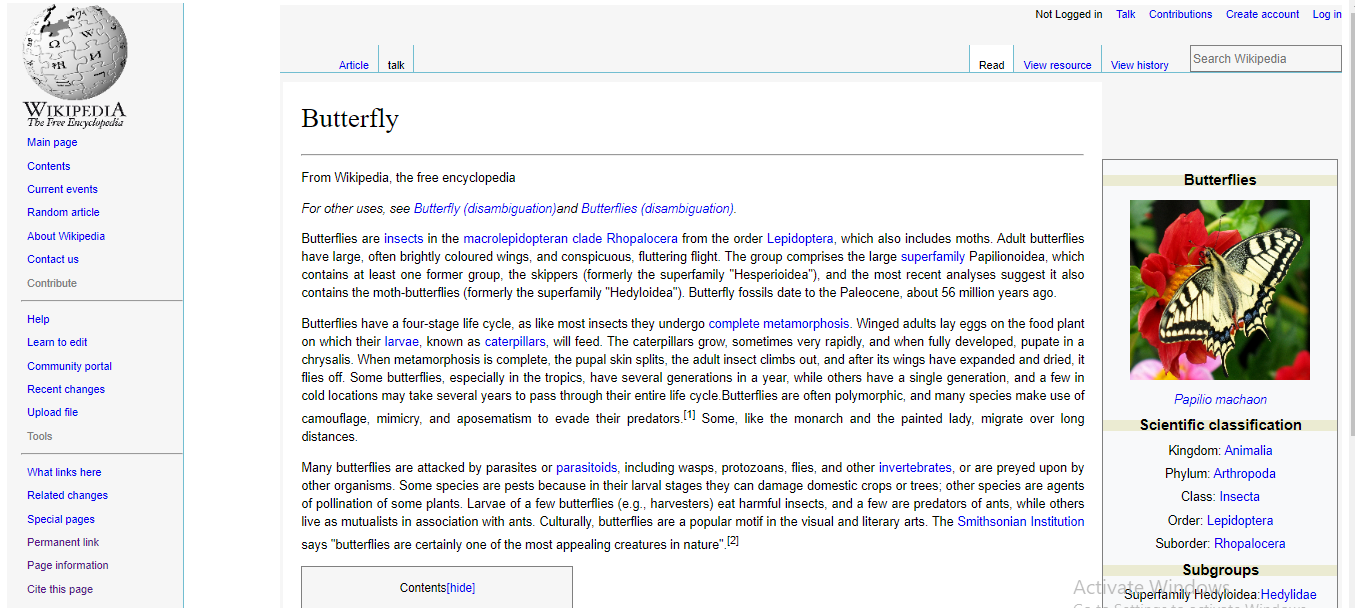 Not Logged in Talk Contributions Create account Log in
Article talk Read View resource View history Search Wikipedia
WIKIPEDIA
The Free Encyclopedia
Main page
Contents
Current events
Random article
About Wikipedia
Contact us
Contribute
Help
Learn to edit
Community portal
Recent changes
Upload file
Tools
What links here
Related changes
Special pages
Permanent link
Page information
Cite this page
Butterfly
From Wikipedia, the free encyclopedia
For other uses, see Butterfly (disambiguation)and Butterflies (disambiguation).
Butterflies are insects in the macrolepidopteran clade Rhopalocera from the order Lepidoptera, which also includes moths. Adult butterflies
have large, often brightly coloured wings, and conspicuous, fluttering flight. The group comprises the large superfamily Papilionoidea, which
contains at least one former group, the skippers (formerly the superfamily "Hesperioidea"), and the most recent analyses suggest it also
contains the moth-butterflies (formerly the superfamily "Hedyloidea"). Butterfly fossils date to the Paleocene, about 56 million years ago.
Butterflies have a four-stage life cycle, as like most insects they undergo complete metamorphosis. Winged adults lay eggs on the food plant
on which their larvae, known as caterpillars, will feed. The caterpillars grow, sometimes very rapidly, and when fully developed, pupate in a
chrysalis. When metamorphosis is complete, the pupal skin splits, the adult insect climbs out, and after its wings have expanded and dried, it
flies off. Some butterflies, especially in the tropics, have several generations in a year, while others have a single generation, and a few in
cold locations may take several years to pass through their entire life cycle.Butterflies are often polymorphic, and many species make use of
camouflage, mimicry, and aposematism to evade their predators.[1] Some, like the monarch and the painted lady, migrate over long
distances.
Many butterflies are attacked by parasites or parasitoids, including wasps, protozoans, flies, and other invertebrates, or are preyed upon by
other organisms. Some species are pests because in their larval stages they can damage domestic crops or trees; other species are agents
of pollination of some plants. Larvae of a few butterflies (e.g., harvesters) eat harmful insects, and a few are predators of ants, while others
live as mutualists in association with ants. Culturally, butterflies are a popular motif in the visual and literary arts. The Smithsonian Institution
says "butterflies are certainly one of the most appealing creatures in nature".[2]
Contents[hide]
Butterflies
Papilio machaon
Scientific classification
Kingdom: Animalia
Phylum: Arthropoda
Class: Insecta
Order: Lepidoptera
Suborder: Rhopalocera
Subgroups
Superfamily Hedyloidea:Hedylidae
Activate Windows